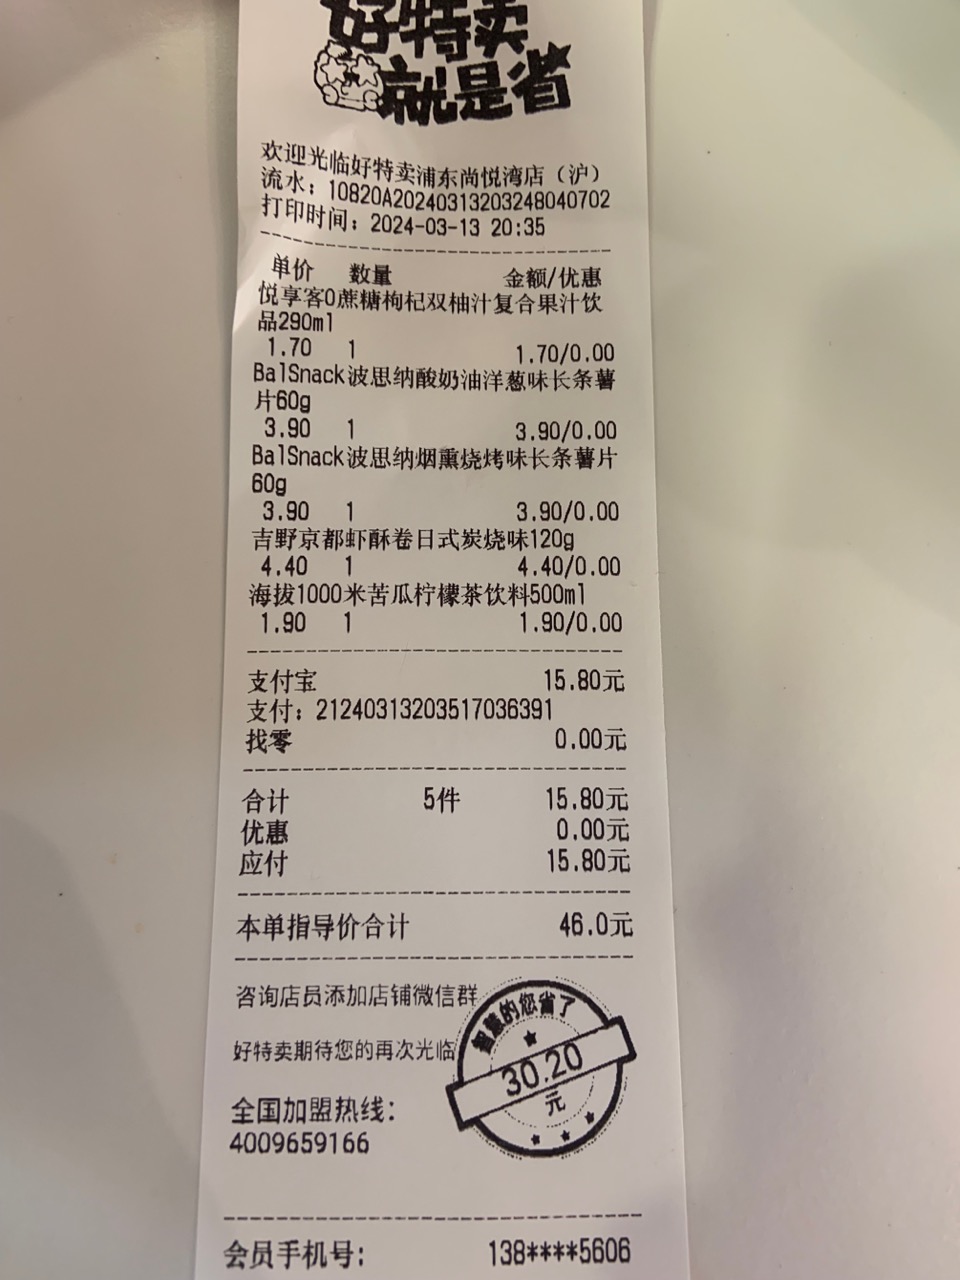 好特卖
就是省
欢迎光临好特卖浦东尚悦湾店（沪）
流水：10820A20240313203248040702
打印时间：2024-03-13 20:35
单价 数量 金额/优惠
悦享客0蔗糖枸杞双柚汁复合果汁饮
品290ml
1.70 1 1.70/0.00
BalSnack波思纳酸奶油洋葱味长条薯
片60g
3.90 1 3.90/0.00
BalSnack波思纳烟熏烧烤味长条薯片
60g
3.90 1 3.90/0.00
吉野京都虾酥卷日式炭烧味120g
4.40 1 4.40/0.00
海拔1000米苦瓜柠檬茶饮料500ml
1.90 1 1.90/0.00
支付宝 15.80元
支付：21240313203517036391
找零 0.00元
合计 5件 15.80元
优惠 0.00元
应付 15.80元
本单指导价合计 46.0元
咨询店员添加店铺微信群
好特卖期待您的再次光临
智慧的您省了
30.20
元
全国加盟热线：
4009659166
会员手机号： 138****5606